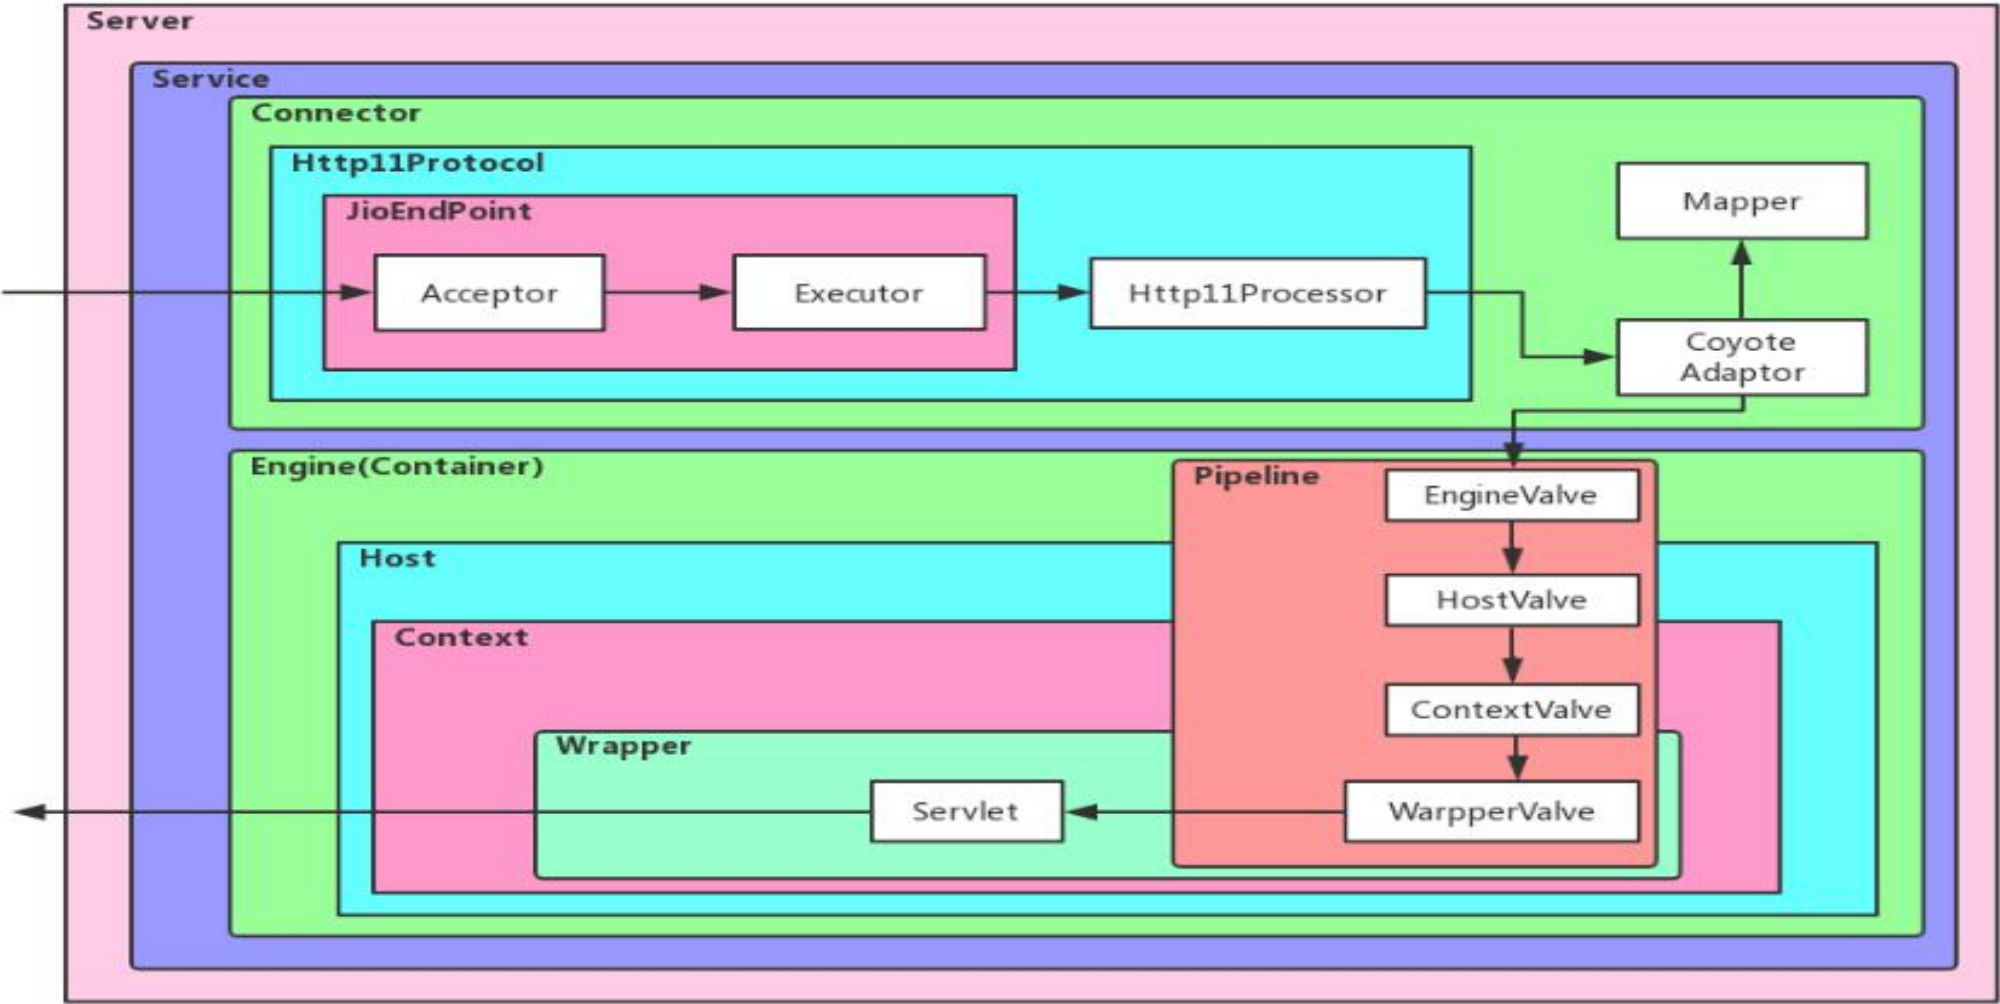 Server
Service
Connector
Http11Protocol
JioEndPoint
Acceptor
Executor
Http11Processor
Mapper
Coyote
Adaptor
Engine(Container)
Pipeline
EngineValve
Host
HostValve
Context
ContextValve
Wrapper
Servlet
WarpperValve